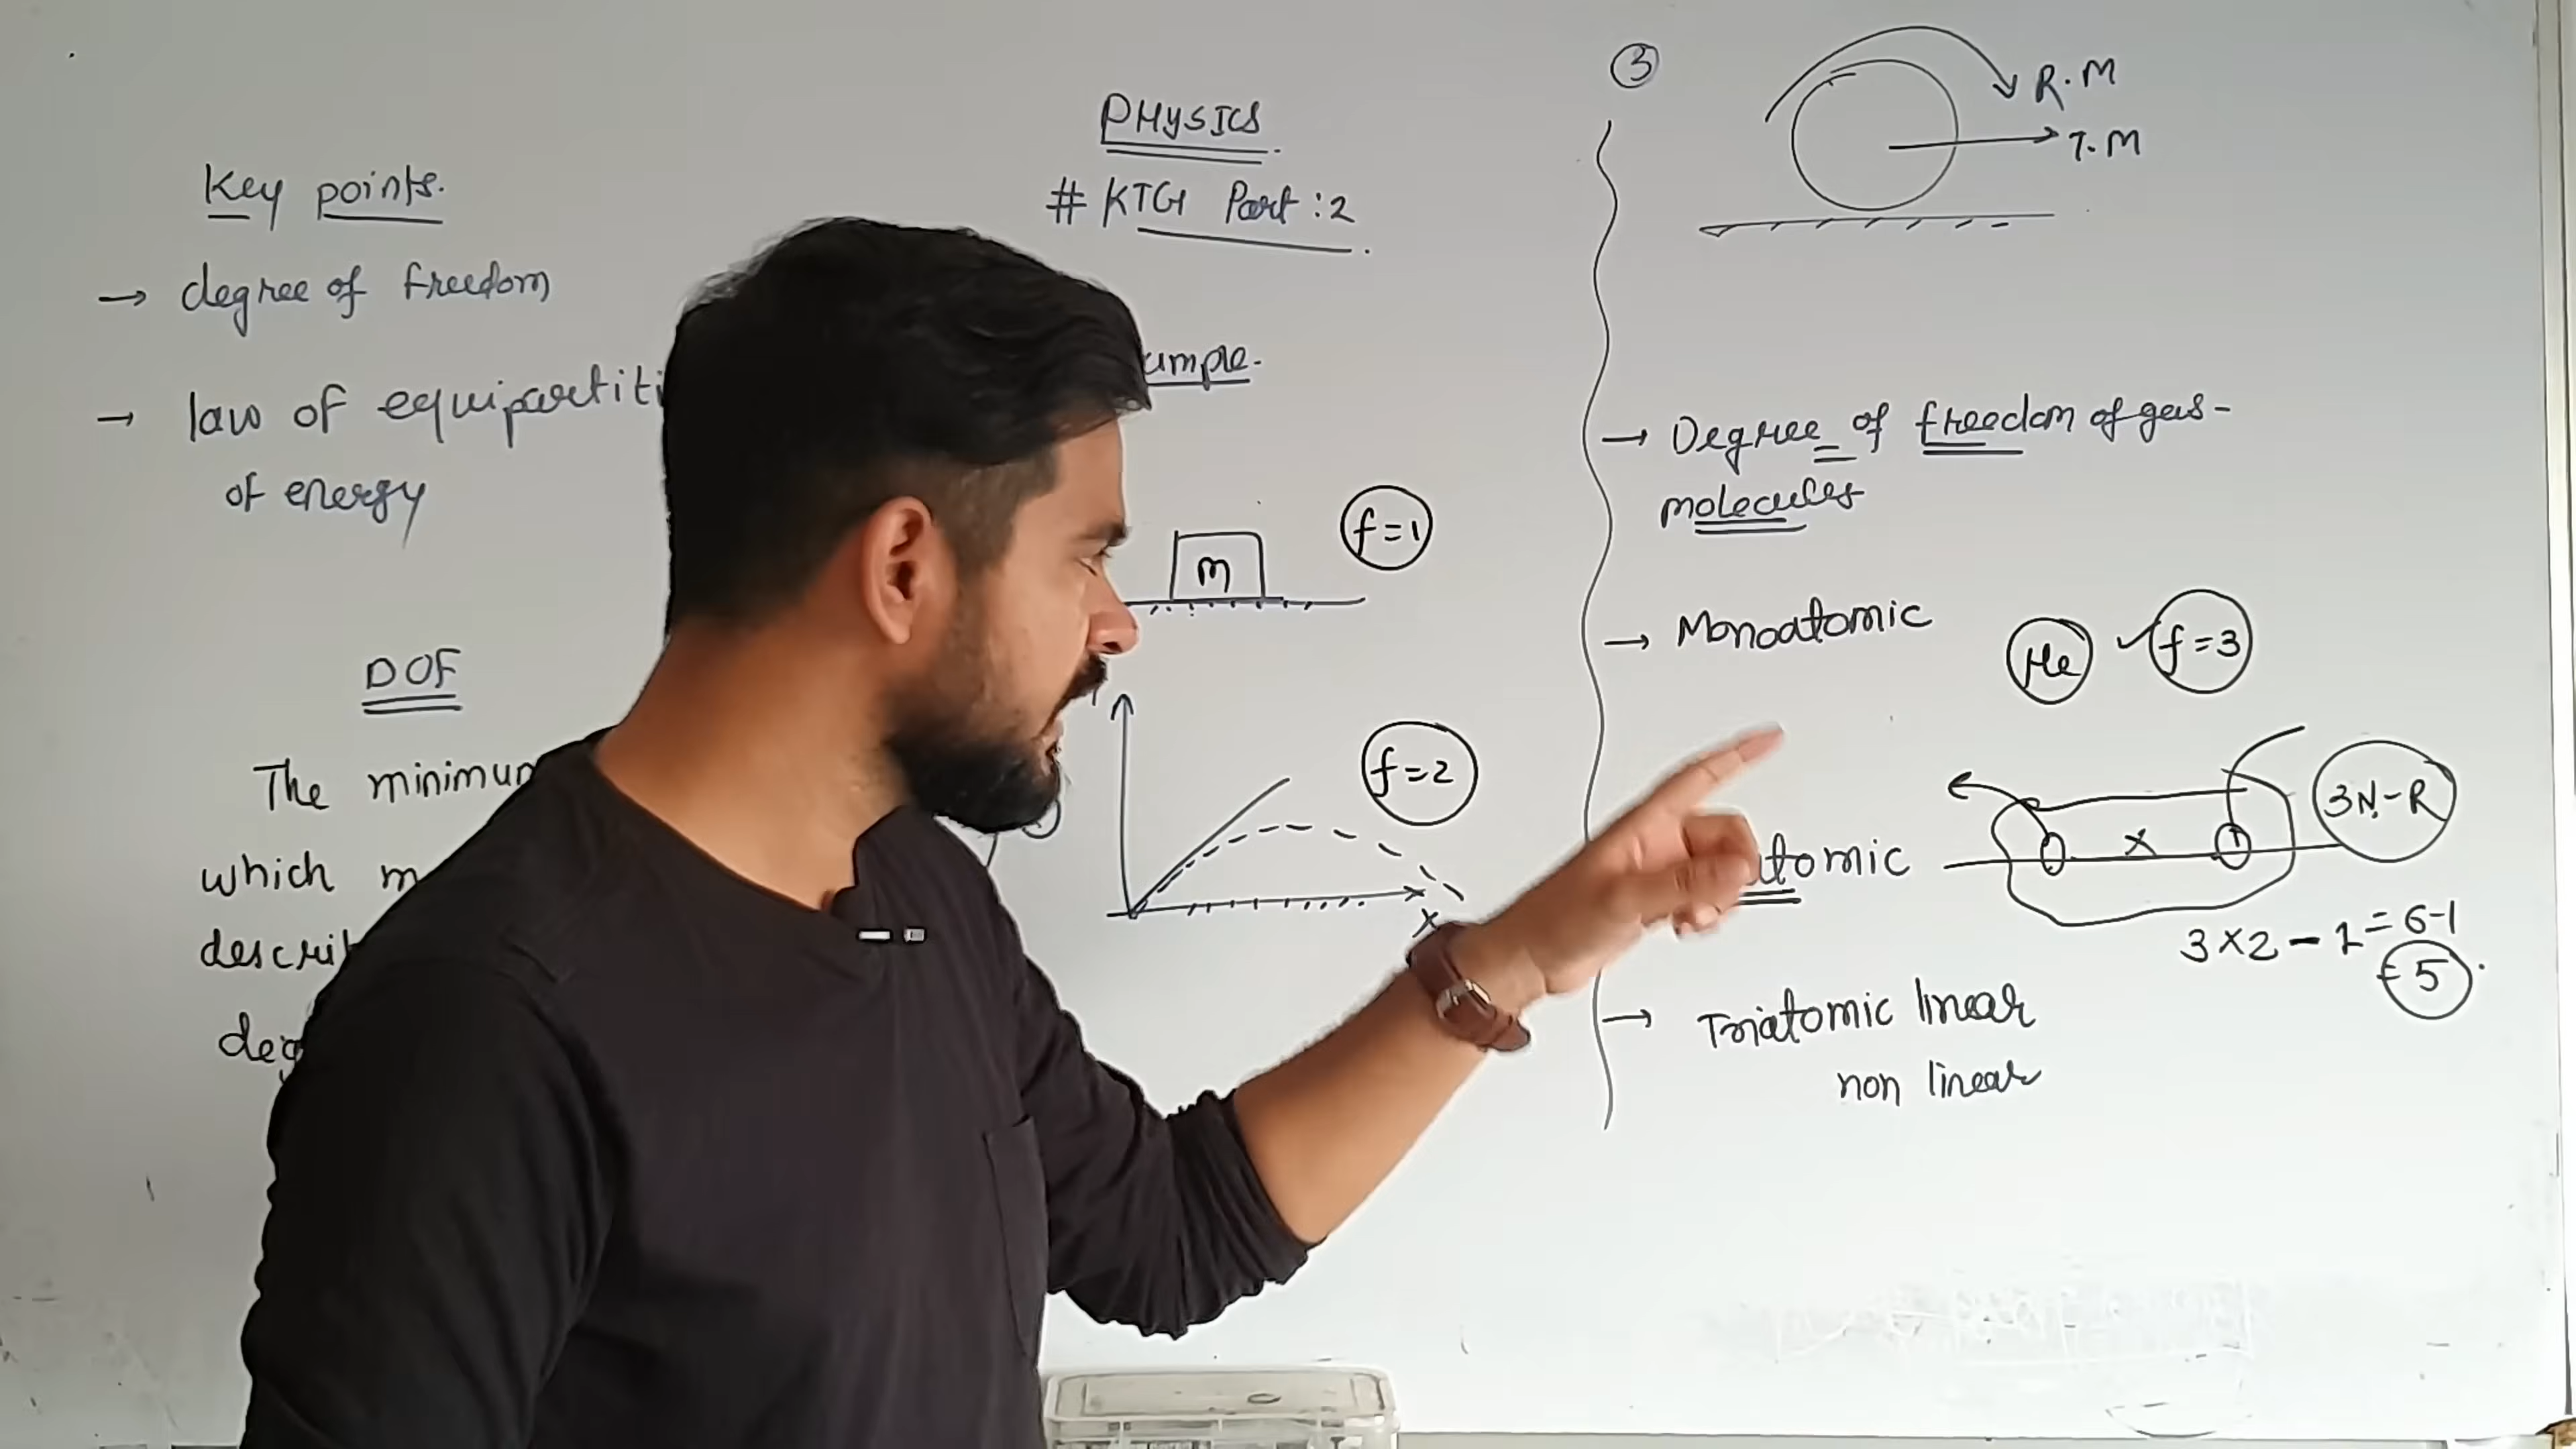 PHYSICS
# KTG Part : 2
Key points.
→ degree of freedom
→ law of equipartiti
of energy
DOF
The minimum
which m
describ
deg
ample.
m
f = 1
f = 2
x
③
R.M
T.M
→ Degree of freedom of gas-
molecules
→ Monoatomic
He
✓ f = 3
atomic
x
3N - R
3 x 2 - 1 = 6-1
= 5
→ Triatomic linear
non linear